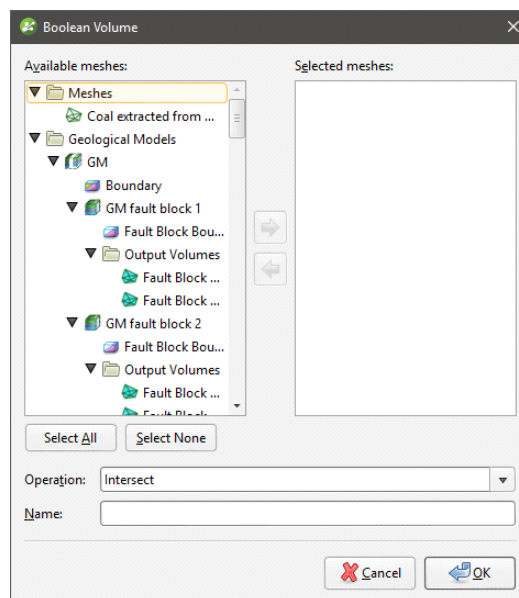 Boolean Volume
Available meshes:
Selected meshes:
Meshes
Coal extracted from ...
Geological Models
GM
Boundary
GM fault block 1
Fault Block Bou...
Output Volumes
Fault Block ...
Fault Block ...
GM fault block 2
Fault Block Bou...
Output Volumes
Fault Block ...
Fault Block
Select All
Select None
Operation:
Intersect
Name:
Cancel
OK